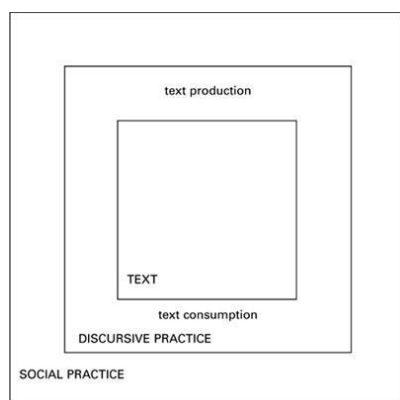 text production
TEXT
text consumption
DISCURSIVE PRACTICE
SOCIAL PRACTICE